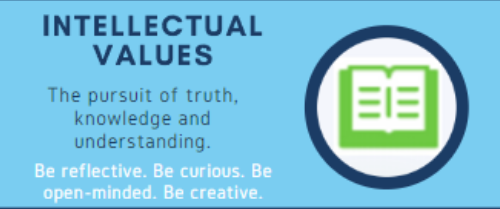 INTELLECTUAL
VALUES
The pursuit of truth,
knowledge and
understanding.
Be reflective. Be curious. Be
open-minded. Be creative.